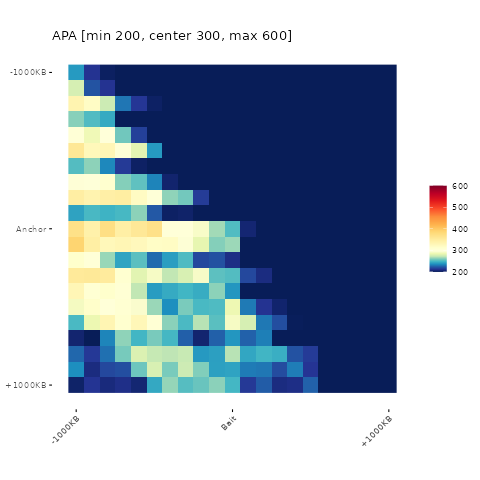 APA [min 200, center 300, max 600]
-1000KB
Anchor
+1000KB
600
500
400
300
200
-1000KB
Bait
+1000KB